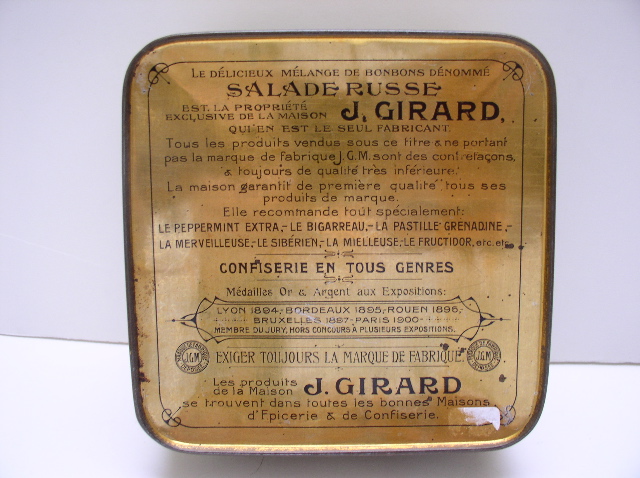 LE DÉLICIEUX MÉLANGE DE BONBONS DÉNOMMÉ
SALADE RUSSE
EST LA PROPRIÉTÉ
EXCLUSIVE DE LA MAISON J. GIRARD,
QUI EN EST LE SEUL FABRICANT
Tous les produits vendus sous ce titre & ne portant
pas la marque de fabrique J.G.M. sont des contrefaçons,
& toujours de qualité très inférieure.
La maison garantit de première qualité tous ses
produits de marque.
Elle recommande tout spécialement:
LE PEPPERMINT EXTRA,- LE BIGARREAU,- LA PASTILLE GRENADINE,-
LA MERVEILLEUSE,- LE SIBÉRIEN,- LA MIELLEUSE,- LE FRUCTIDOR, etc. etc.
CONFISERIE EN TOUS GENRES
Médailles Or & Argent aux Expositions:
LYON 1894,- BORDEAUX 1895,- ROUEN 1896,
BRUXELLES 1897 - PARIS 1900
MEMBRE DU JURY, HORS CONCOURS À PLUSIEURS EXPOSITIONS.
J.G.M. EXIGER TOUJOURS LA MARQUE DE FABRIQUE J.G.M.
Les produits
de la Maison J. GIRARD
se trouvent dans toutes les bonnes Maisons
d'Epicerie & de Confiserie.